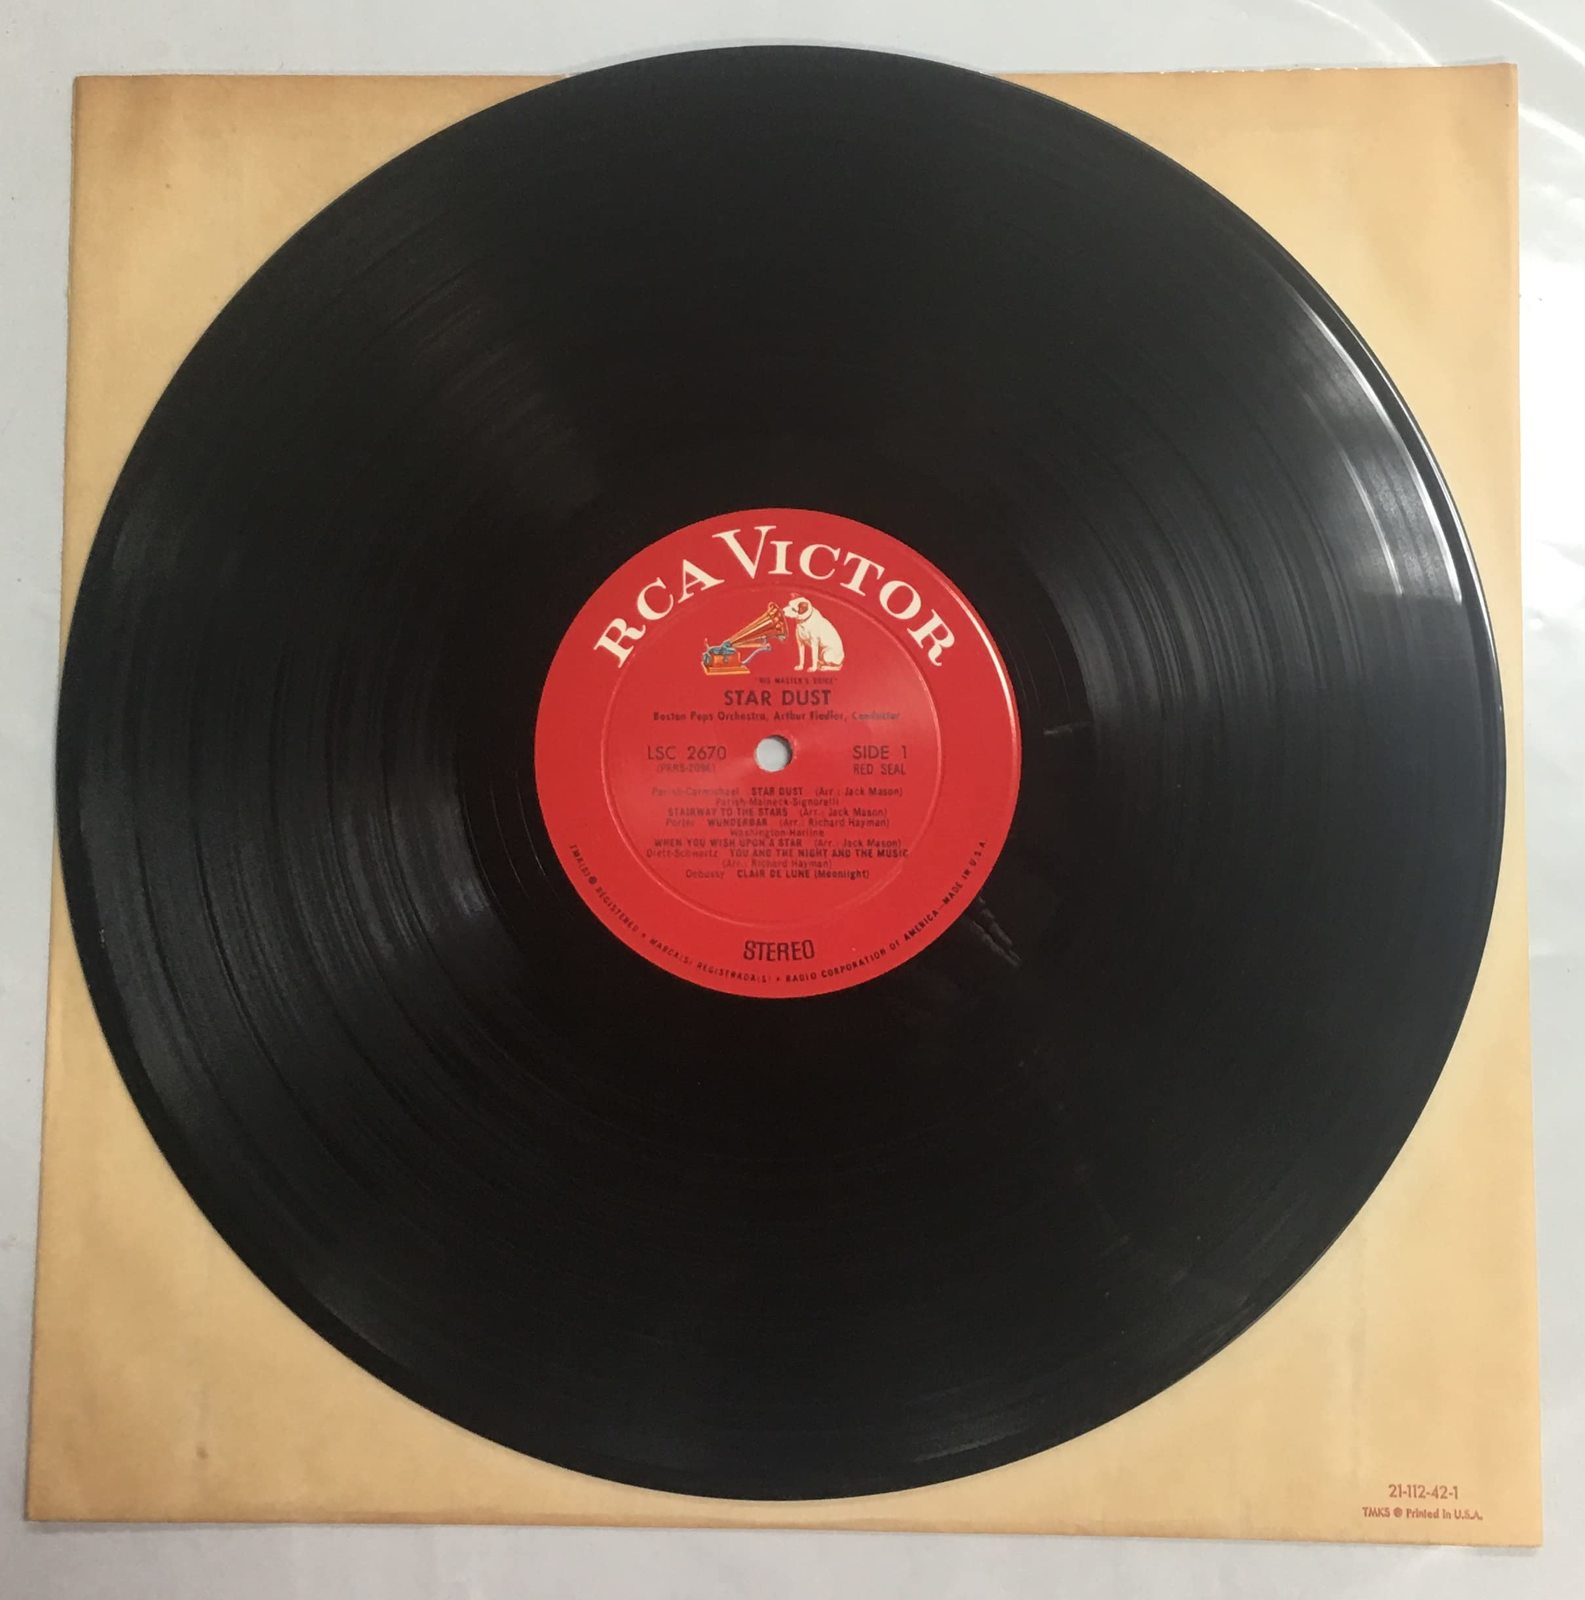 RCA VICTOR
"HIS MASTER'S VOICE"
STAR DUST
Boston Pops Orchestra, Arthur Fiedler, Conductor
LSC 2670 SIDE 1
RED SEAL
Parish-Carmichael STAR DUST (Arr.: Jack Mason)
Parish-Malneck-Signorelli
STAIRWAY TO THE STARS (Arr.: Jack Mason)
Porter WUNDERBAR (Arr.: Richard Hayman)
Washington-Harline
WHEN YOU WISH UPON A STAR (Arr.: Jack Mason)
Dietz-Schwartz YOU AND THE NIGHT AND THE MUSIC
(Arr.: Richard Hayman)
Debussy CLAIR DE LUNE (Moonlight)
STEREO
TMK(S) ® REGISTERED • MARCA(S) REGISTRADA(S) • RADIO CORPORATION OF AMERICA—MADE IN U.S.A.
21-112-42-1
TMKS ® Printed in U.S.A.